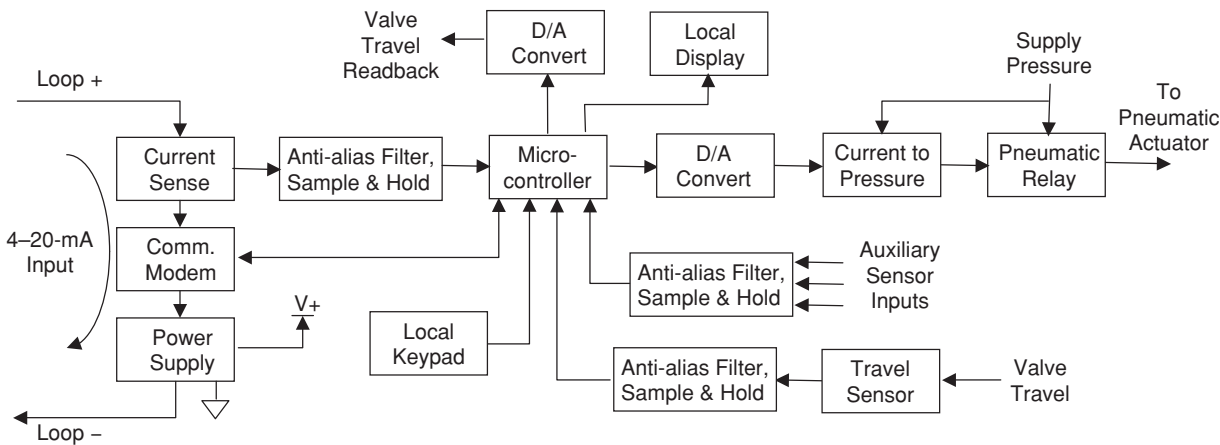 Valve
Travel
Readback
D/A
Convert
Local
Display
Supply
Pressure
Loop +
To
Pneumatic
Actuator
Current
Sense
Anti-alias Filter,
Sample & Hold
Micro-
controller
D/A
Convert
Current to
Pressure
Pneumatic
Relay
4–20-mA
Input
Comm.
Modem
Anti-alias Filter,
Sample & Hold
Auxiliary
Sensor
Inputs
V+
Power
Supply
Local
Keypad
Anti-alias Filter,
Sample & Hold
Travel
Sensor
Valve
Travel
Loop −